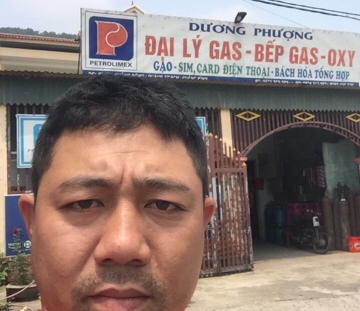 DƯƠNG PHƯỢNG
PETROLIMEX
ĐẠI LÝ GAS - BẾP GAS - OXY
GẠO - SIM, CARD ĐIỆN THOẠI - BÁCH HÓA TỔNG HỢP